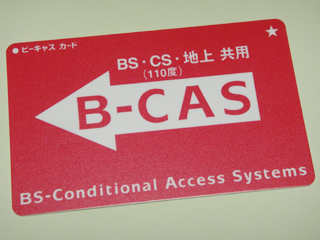 ●ビーキャス カード
BS・CS・地上 共用
(110度)
B-CAS
BS-Conditional Access Systems